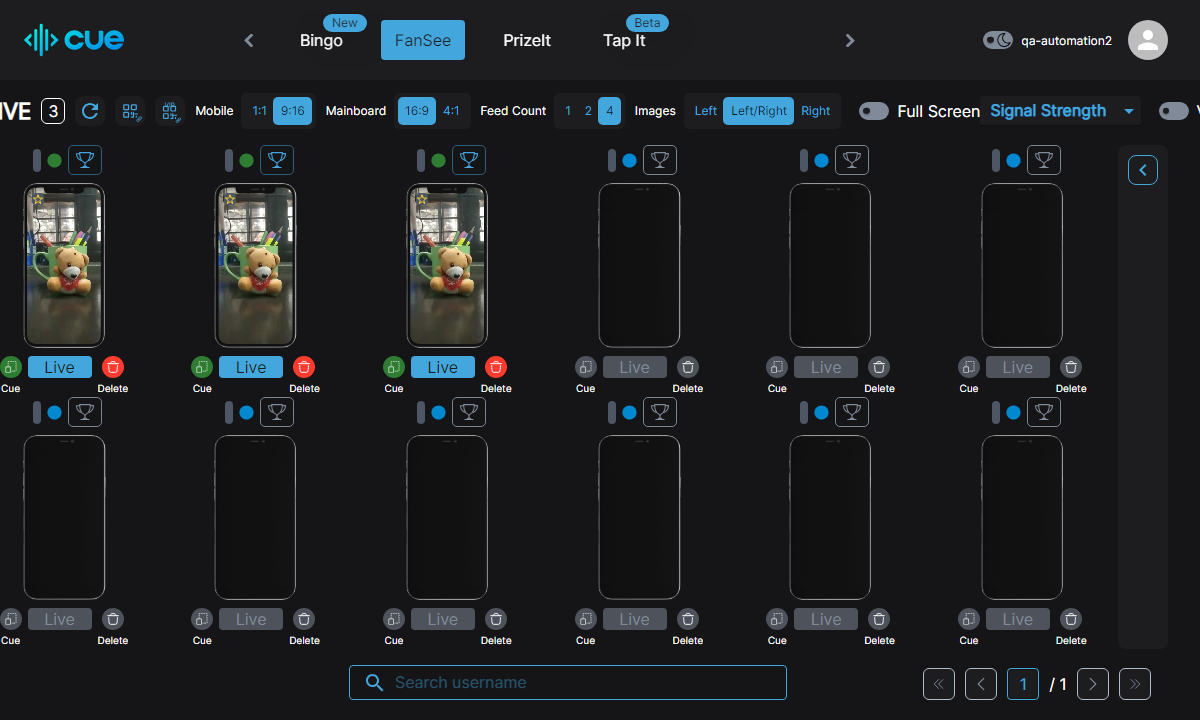 cue
Bingo
New
FanSee
PrizeIt
Tap It
Beta
qa-automation2
IVE
3
Mobile
1:1
9:16
Mainboard
16:9
4:1
Feed Count
1
2
4
Images
Left
Left/Right
Right
Full Screen
Signal Strength
Live
Live
Live
Live
Live
Live
Cue
Delete
Cue
Delete
Cue
Delete
Cue
Delete
Cue
Delete
Cue
Delete
Live
Live
Live
Live
Live
Live
Cue
Delete
Cue
Delete
Cue
Delete
Cue
Delete
Cue
Delete
Cue
Delete
Search username
1
/ 1